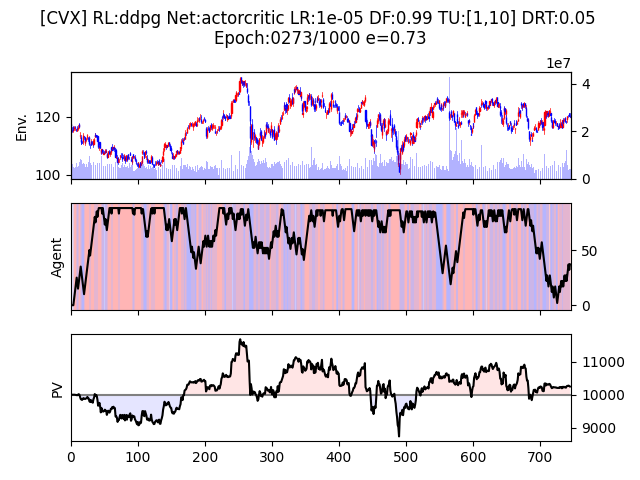 [CVX] RL:ddpg Net:actorcritic LR:1e-05 DF:0.99 TU:[1,10] DRT:0.05
Epoch:0273/1000 e=0.73
1e7
Env.
120
100
4
2
0
Agent
50
0
PV
11000
10000
9000
0 100 200 300 400 500 600 700